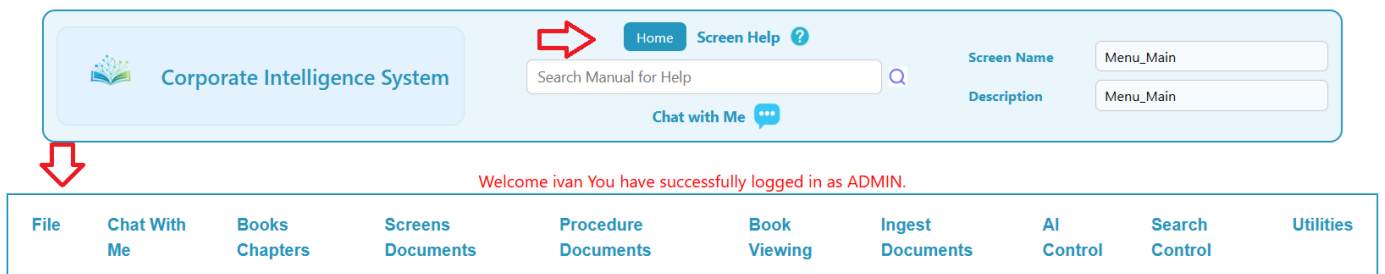 Home Screen Help ?
Corporate Intelligence System
Search Manual for Help
Chat with Me
Screen Name Menu_Main
Description Menu_Main
Welcome ivan You have successfully logged in as ADMIN.
File
Chat With
Me
Books
Chapters
Screens
Documents
Procedure
Documents
Book
Viewing
Ingest
Documents
AI
Control
Search
Control
Utilities